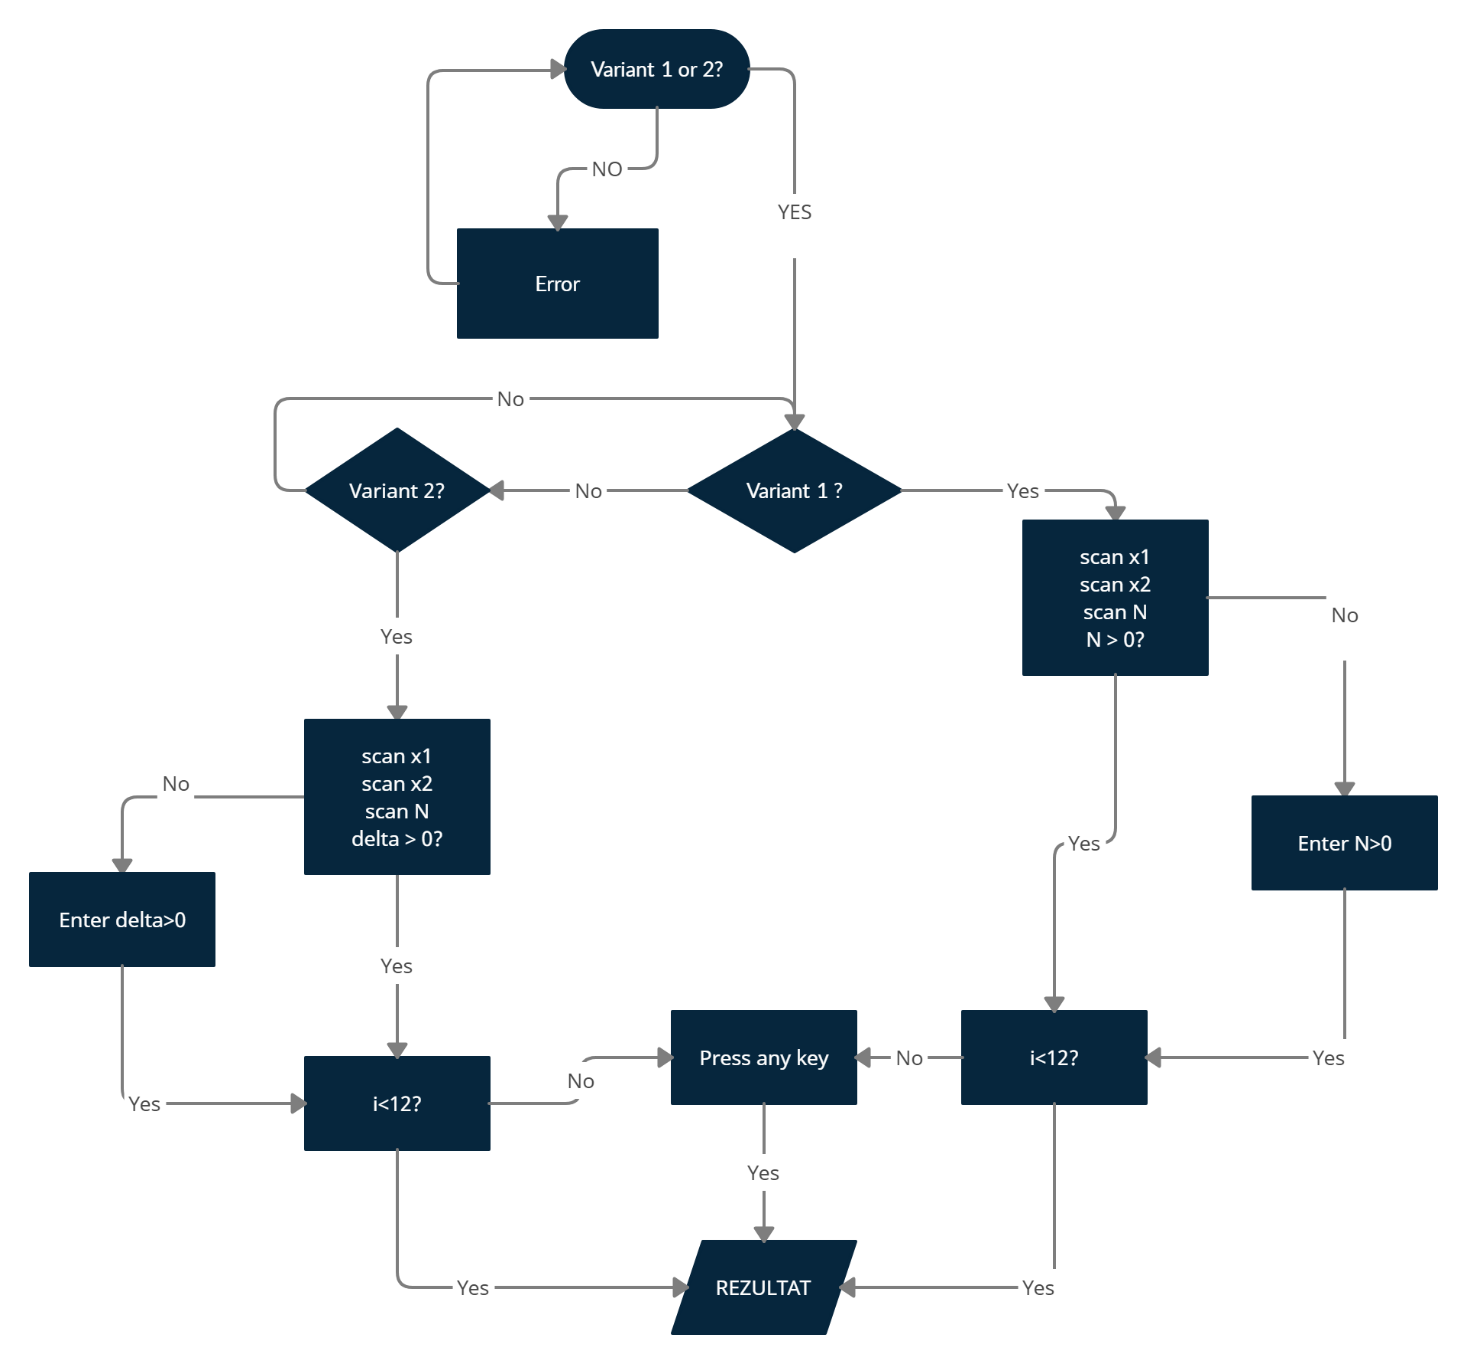 Variant 1 or 2?
NO
YES
Error
No
Variant 2?
No
Variant 1 ?
Yes
scan x1
scan x2
scan N
N > 0?
No
Yes
scan x1
scan x2
scan N
delta > 0?
No
Enter N>0
Yes
Enter delta>0
Yes
Press any key
No
i<12?
Yes
No
i<12?
Yes
Yes
REZULTAT
Yes
Yes